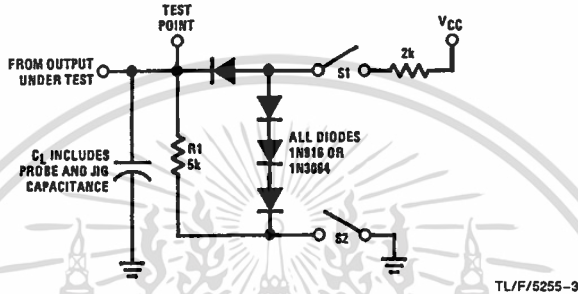 TEST
POINT
VCC
FROM OUTPUT
UNDER TEST
S1
2k
CL INCLUDES
PROBE AND JIG
CAPACITANCE
R1
5k
ALL DIODES
1N916 OR
1N3064
S2
TL/F/5255-3